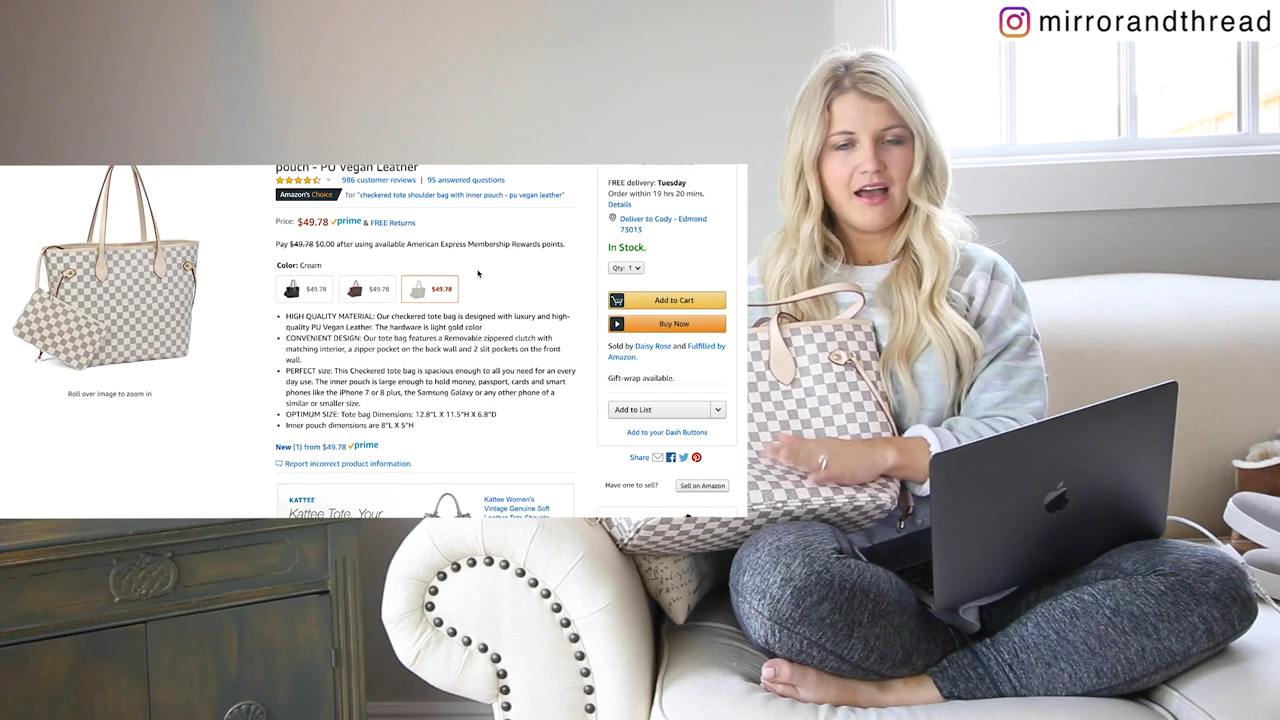 mirrorandthread
pouch - PU Vegan Leather
986 customer reviews | 95 answered questions
Amazon's Choice for "checkered tote shoulder bag with inner pouch - pu vegan leather"
Price: $49.78 prime & FREE Returns
Pay $49.78 $0.00 after using available American Express Membership Rewards points.
Color: Cream
$49.78 $49.78 $49.78
• HIGH QUALITY MATERIAL: Our checkered tote bag is designed with luxury and high-
quality PU Vegan Leather. The hardware is light gold color
• CONVENIENT DESIGN: Our tote bag features a Removable zippered clutch with
matching interior, a zipper pocket on the back wall and 2 slit pockets on the front
wall.
• PERFECT size: This Checkered tote bag is spacious enough to all you need for an every
day use. The inner pouch is large enough to hold money, passport, cards and smart
phones like the iPhone 7 or 8 plus, the Samsung Galaxy or any other phone of a
similar or smaller size.
• OPTIMUM SIZE: Tote bag Dimensions: 12.8"L X 11.5"H X 6.8"D
• Inner pouch dimensions are 8"L X 5"H
New (1) from $49.78 prime
Report incorrect product information.
KATTEE
Kattee Tote, Your
Kattee Women's
Vintage Genuine Soft
Roll over image to zoom in
FREE delivery: Tuesday
Order within 19 hrs 20 mins.
Details
Deliver to Cody - Edmond
73013
In Stock.
Qty: 1
Add to Cart
Buy Now
Sold by Daisy Rose and Fulfilled by
Amazon.
Gift-wrap available.
Add to List
Add to your Dash Buttons
Share
Have one to sell? Sell on Amazon